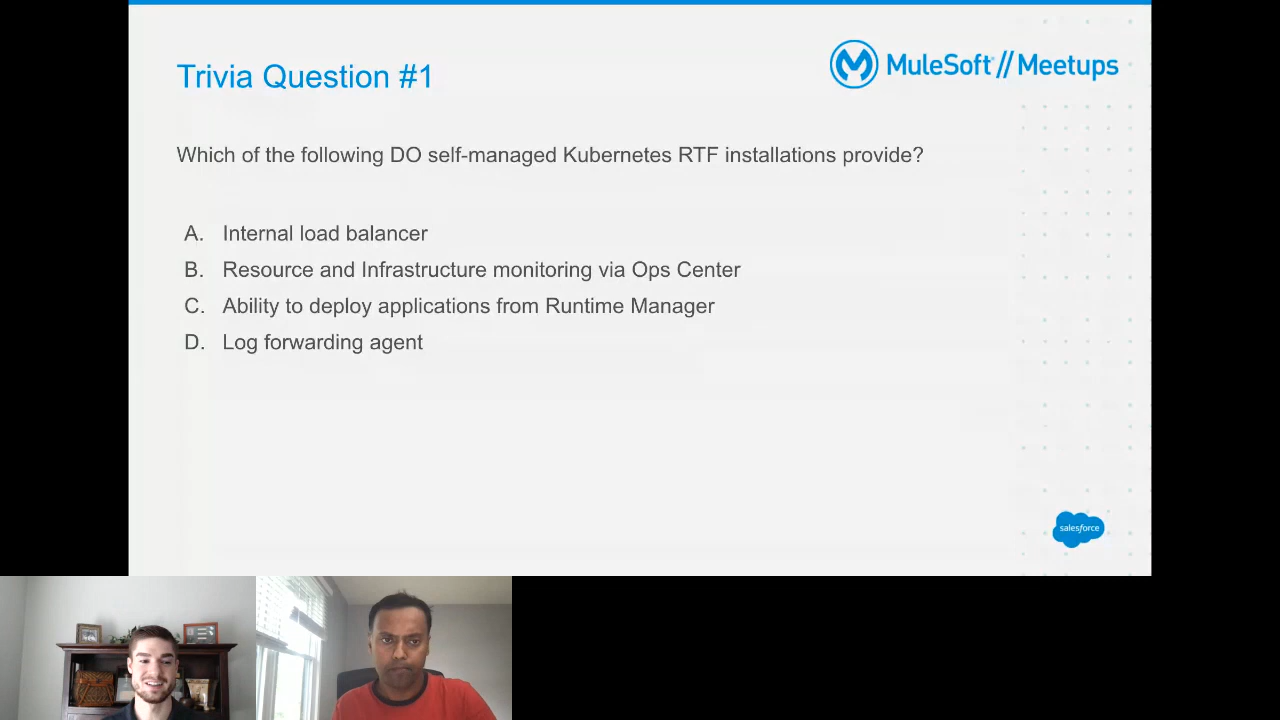 Trivia Question #1
MuleSoft // Meetups
Which of the following DO self-managed Kubernetes RTF installations provide?
A. Internal load balancer
B. Resource and Infrastructure monitoring via Ops Center
C. Ability to deploy applications from Runtime Manager
D. Log forwarding agent
salesforce